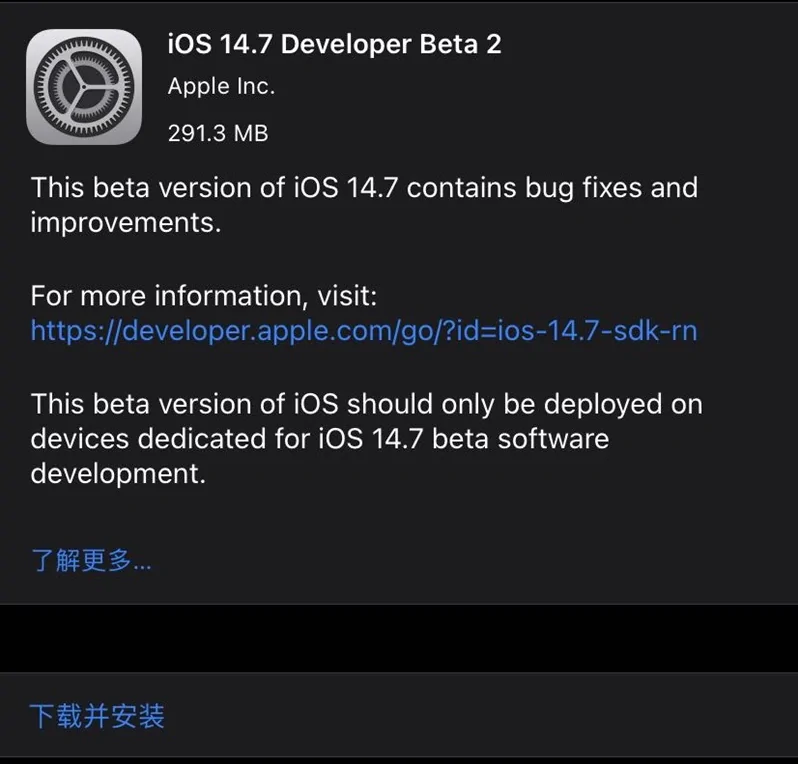 iOS 14.7 Developer Beta 2
Apple Inc.
291.3 MB
This beta version of iOS 14.7 contains bug fixes and
improvements.
For more information, visit:
https://developer.apple.com/go/?id=ios-14.7-sdk-rn
This beta version of iOS should only be deployed on
devices dedicated for iOS 14.7 beta software
development.
了解更多...
下载并安装